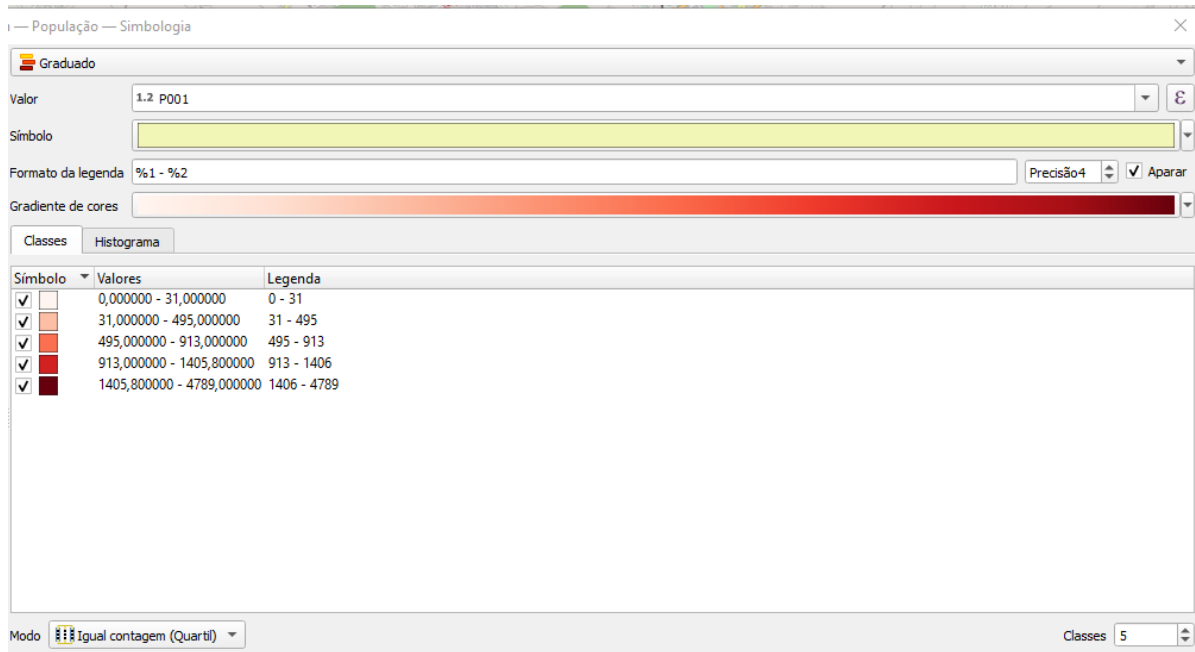 — População — Simbologia
Graduado
Valor 1.2 P001 ε
Símbolo
Formato da legenda %1 - %2 Precisão4 Aparar
Gradiente de cores
Classes Histograma
Símbolo Valores Legenda
0,000000 - 31,000000 0 - 31
31,000000 - 495,000000 31 - 495
495,000000 - 913,000000 495 - 913
913,000000 - 1405,800000 913 - 1406
1405,800000 - 4789,000000 1406 - 4789
Modo Igual contagem (Quartil) Classes 5